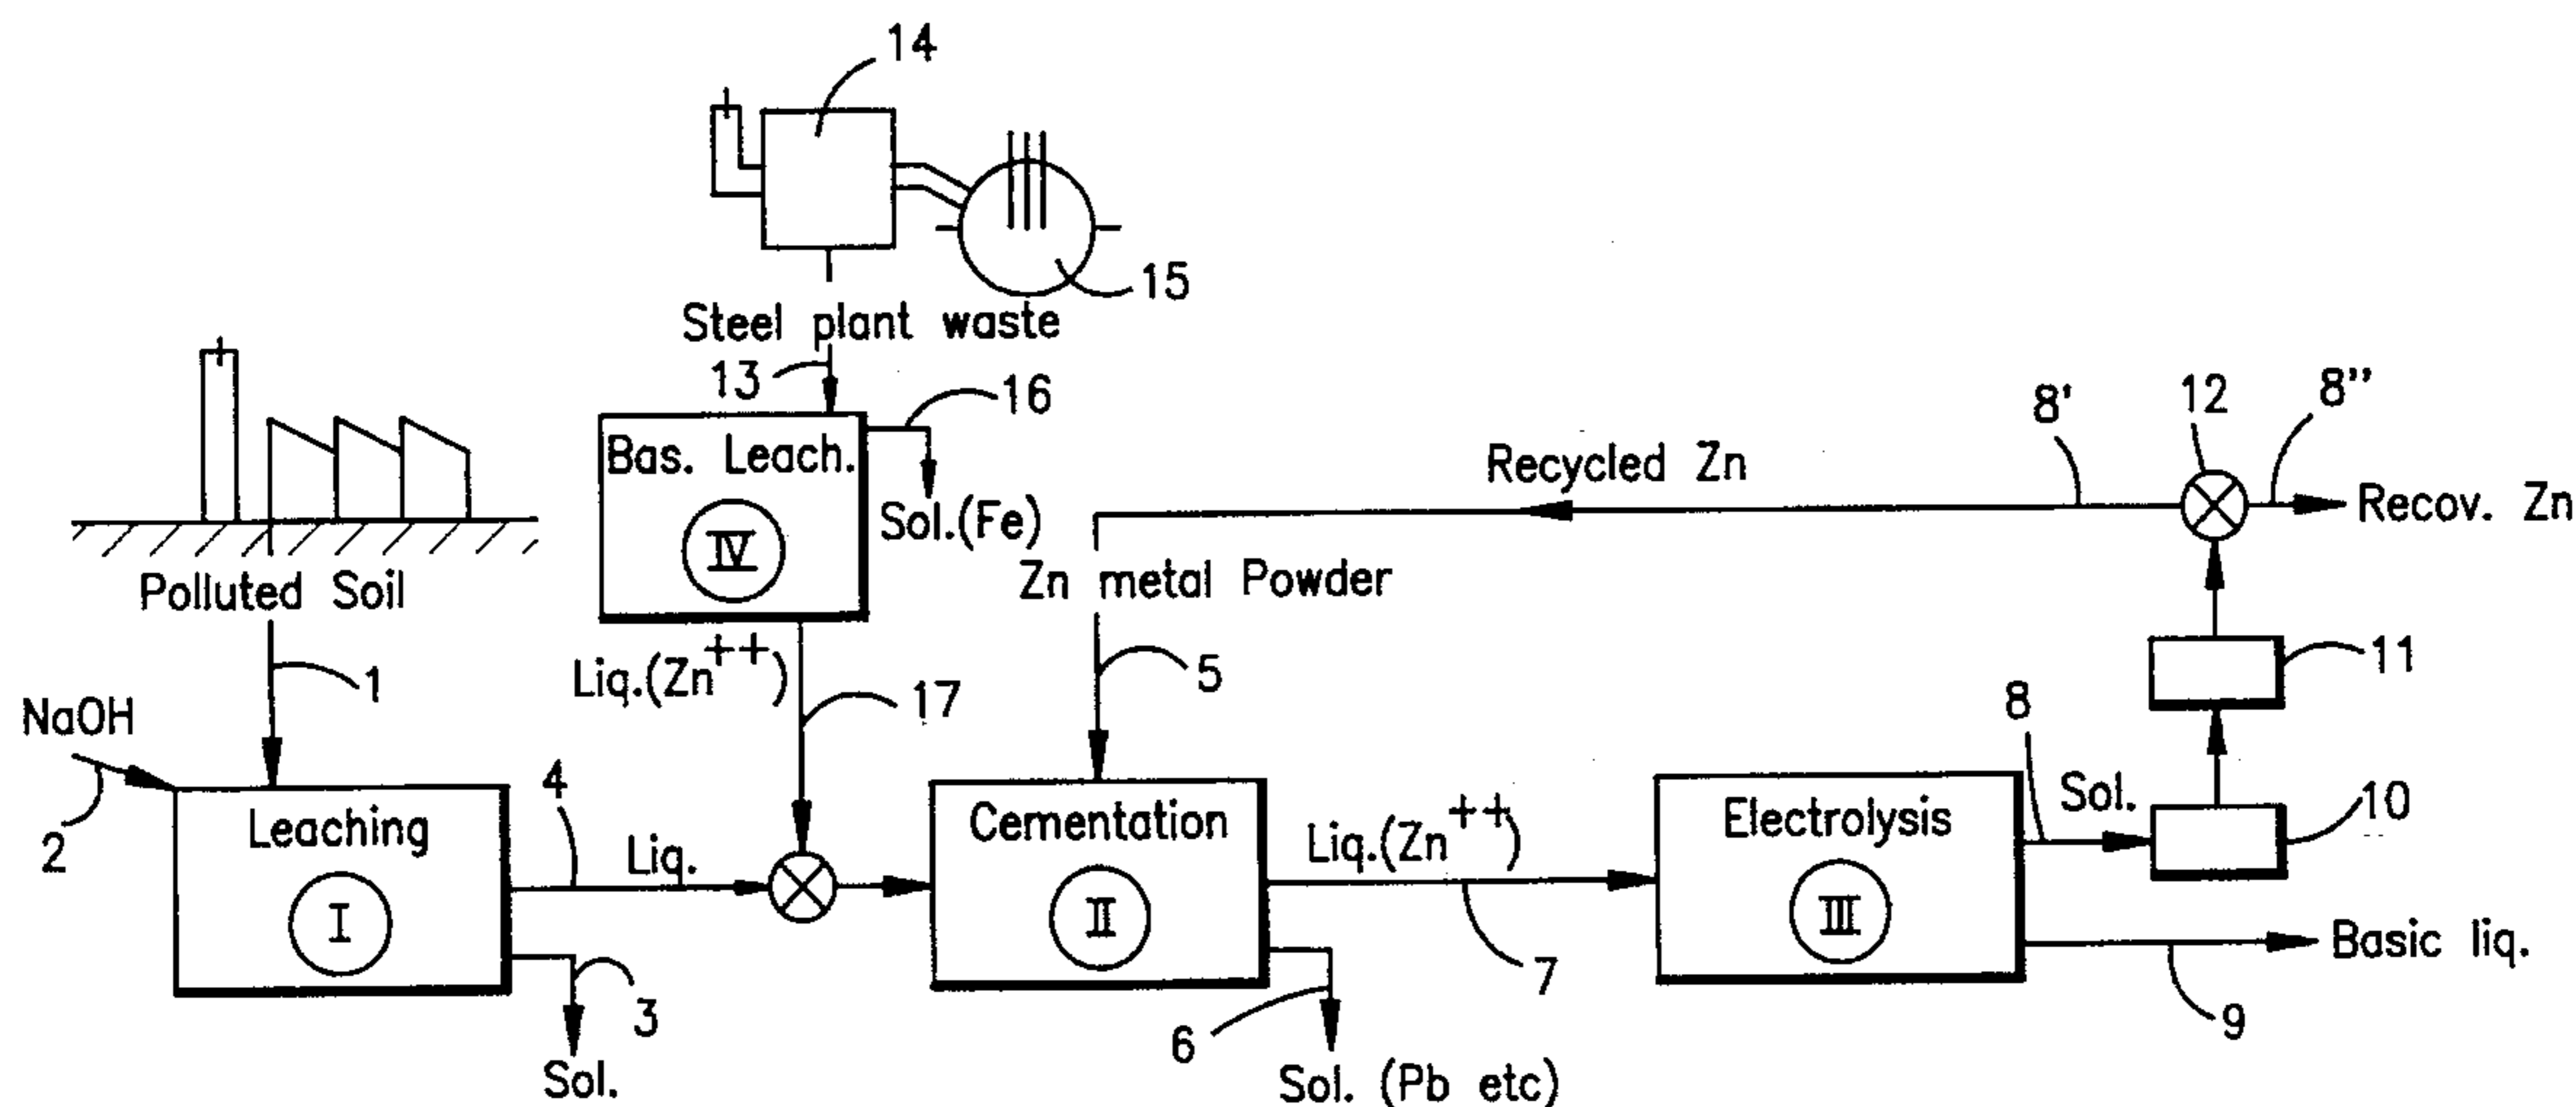 14
15
Steel plant waste
13
16
Bas. Leach.
IV
Sol.(Fe)
Polluted Soil
1
NaOH
2
Liq.(Zn++)
17
Leaching
I
4
Liq.
3
Sol.
Recycled Zn
8'
12
8''
Recov. Zn
Zn metal Powder
5
Cementation
II
6
Sol. (Pb etc)
Liq.(Zn++)
7
Electrolysis
III
8
Sol.
10
11
Basic liq.
9